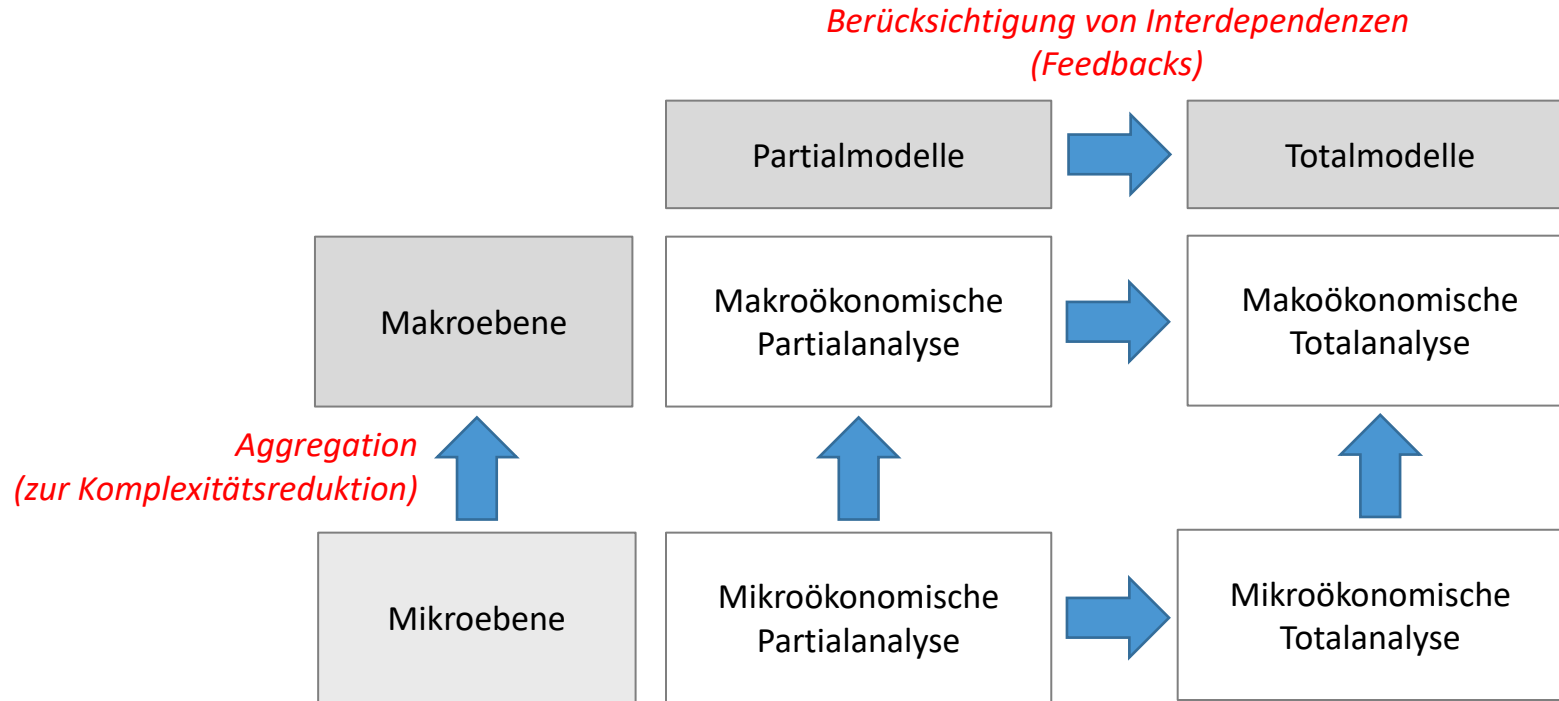 Berücksichtigung von Interdependenzen
(Feedbacks)
Partialmodelle
Totalmodelle
Makroebene
Makroökonomische
Partialanalyse
Makoökonomische
Totalanalyse
Aggregation
(zur Komplexitätsreduktion)
Mikroebene
Mikroökonomische
Partialanalyse
Mikroökonomische
Totalanalyse